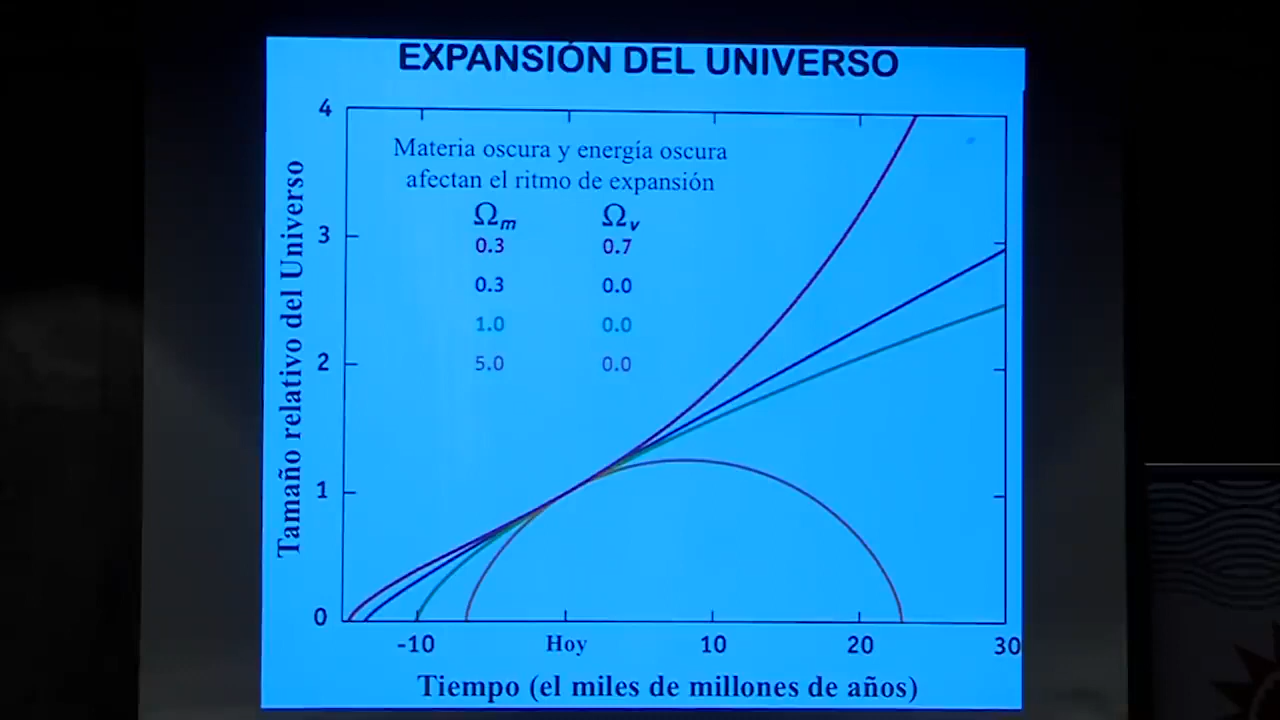 EXPANSIÓN DEL UNIVERSO
4
Materia oscura y energía oscura
afectan el ritmo de expansión
Ωm Ωv
0.3 0.7
0.3 0.0
1.0 0.0
5.0 0.0
3
2
1
0
Tamaño relativo del Universo
-10 Hoy 10 20 30
Tiempo (el miles de millones de años)